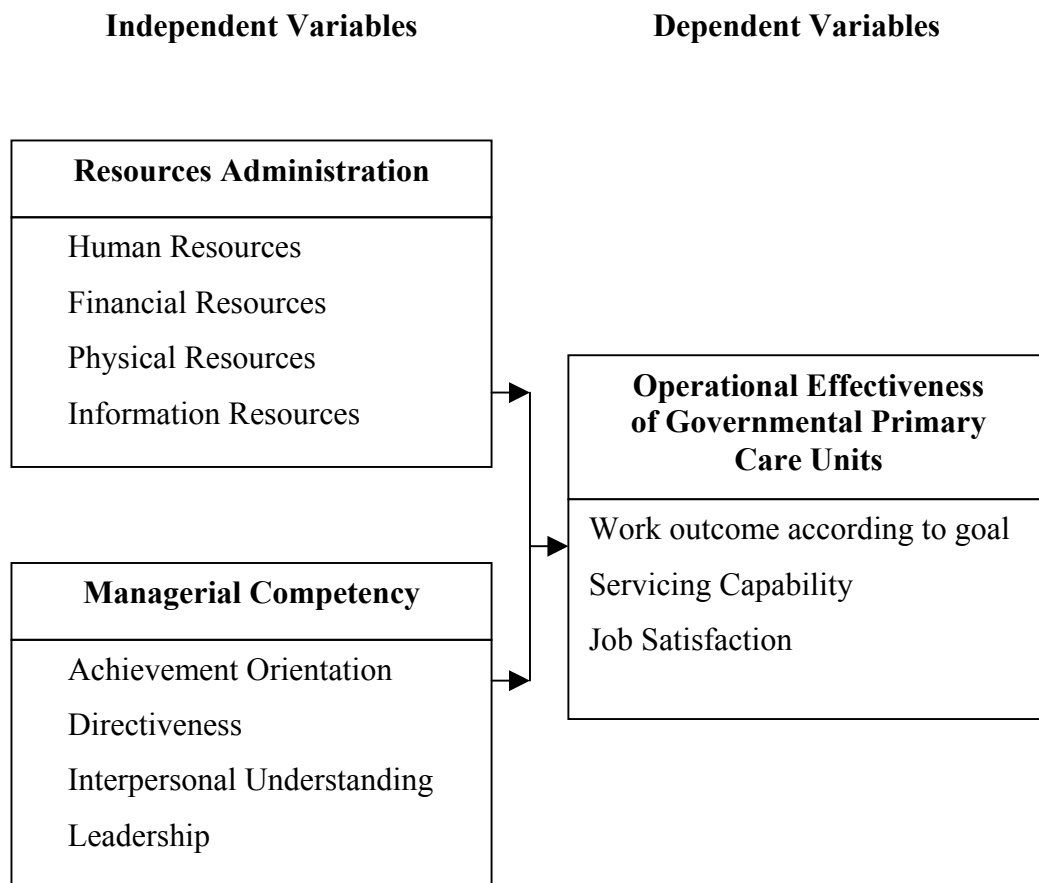 Independent Variables
Dependent Variables
Resources Administration
Human Resources
Financial Resources
Physical Resources
Information Resources
Managerial Competency
Achievement Orientation
Directiveness
Interpersonal Understanding
Leadership
Operational Effectiveness
of Governmental Primary
Care Units
Work outcome according to goal
Servicing Capability
Job Satisfaction